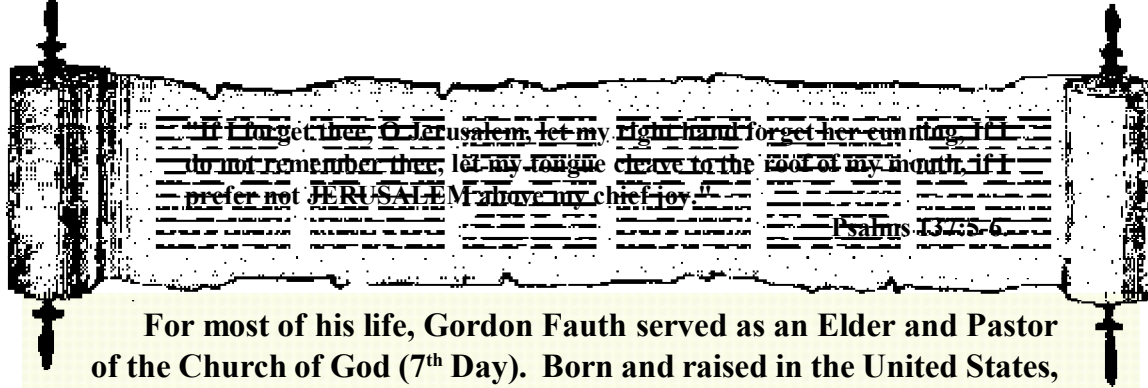 "If I forget thee, O Jerusalem, let my right hand forget her cunning, If I
do not remember thee, let my tongue cleave to the roof of my mouth, if I
prefer not JERUSALEM above my chief joy."
Psalms 137:5-6.
For most of his life, Gordon Fauth served as an Elder and Pastor
of the Church of God (7th Day). Born and raised in the United States,